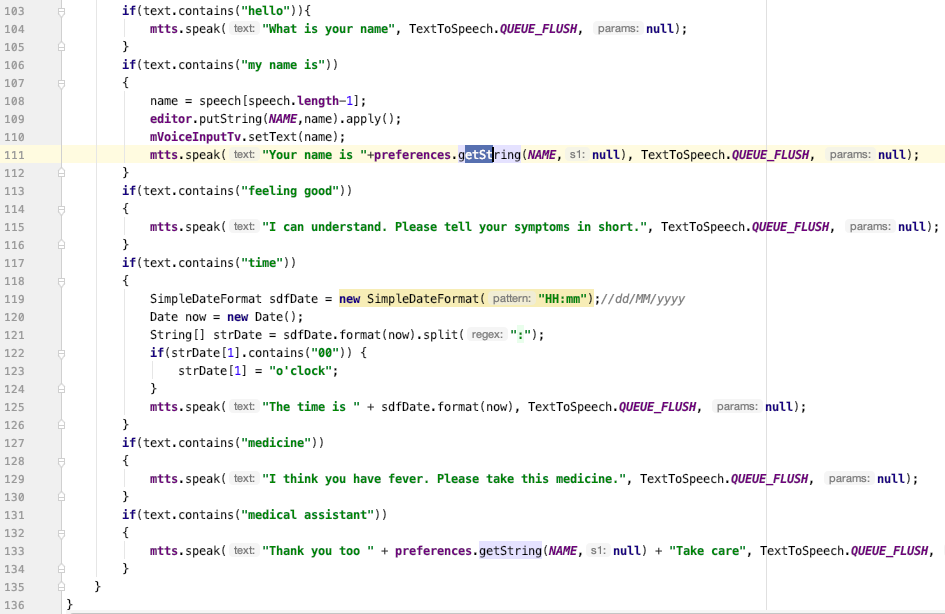 103 if(text.contains("hello")){
104 mtts.speak( text: "What is your name", TextToSpeech.QUEUE_FLUSH, params: null);
105 }
106 if(text.contains("my name is"))
107 {
108 name = speech[speech.length-1];
109 editor.putString(NAME,name).apply();
110 mVoiceInputTv.setText(name);
111 mtts.speak( text: "Your name is "+preferences.getString(NAME, s1: null), TextToSpeech.QUEUE_FLUSH, params: null);
112 }
113 if(text.contains("feeling good"))
114 {
115 mtts.speak( text: "I can understand. Please tell your symptoms in short.", TextToSpeech.QUEUE_FLUSH, params: null);
116 }
117 if(text.contains("time"))
118 {
119 SimpleDateFormat sdfDate = new SimpleDateFormat( pattern: "HH:mm");//dd/MM/yyyy
120 Date now = new Date();
121 String[] strDate = sdfDate.format(now).split( regex: ":");
122 if(strDate[1].contains("00")) {
123 strDate[1] = "o'clock";
124 }
125 mtts.speak( text: "The time is " + sdfDate.format(now), TextToSpeech.QUEUE_FLUSH, params: null);
126 }
127 if(text.contains("medicine"))
128 {
129 mtts.speak( text: "I think you have fever. Please take this medicine.", TextToSpeech.QUEUE_FLUSH, params: null);
130 }
131 if(text.contains("medical assistant"))
132 {
133 mtts.speak( text: "Thank you too " + preferences.getString(NAME, s1: null) + "Take care", TextToSpeech.QUEUE_FLUSH,
134 }
135 }
136 }